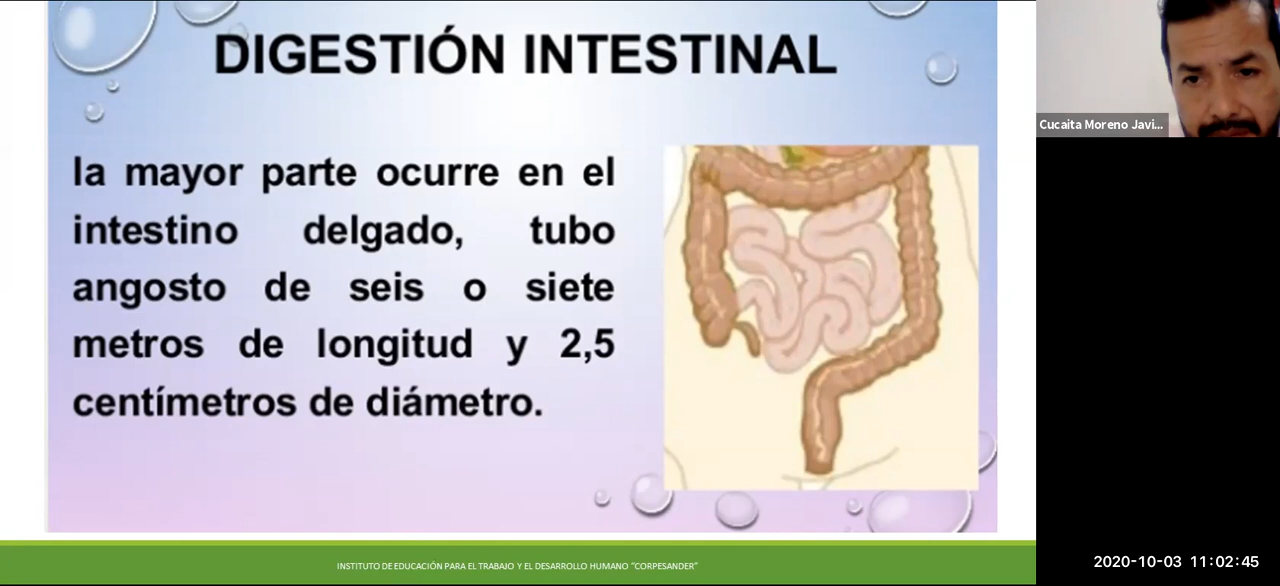 DIGESTIÓN INTESTINAL
la mayor parte ocurre en el
intestino delgado, tubo
angosto de seis o siete
metros de longitud y 2,5
centímetros de diámetro.
INSTITUTO DE EDUCACIÓN PARA EL TRABAJO Y EL DESARROLLO HUMANO "CORPESANDER"
Cucaita Moreno Javi...
2020-10-03 11:02:45